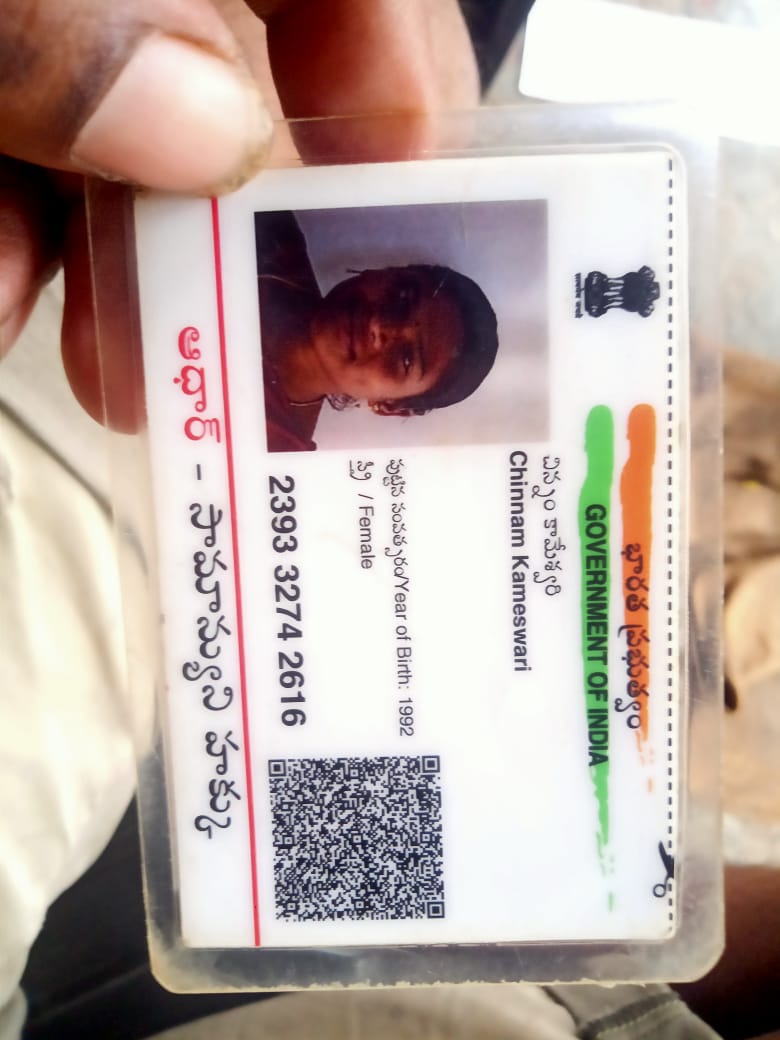 భారత ప్రభుత్వం
GOVERNMENT OF INDIA
చిన్నం కామేశ్వరి
Chinnam Kameswari
పుట్టిన సంవత్సరం/Year of Birth: 1992
స్త్రీ / Female
2393 3274 2616
ఆధార్ - సామాన్యుని హక్కు